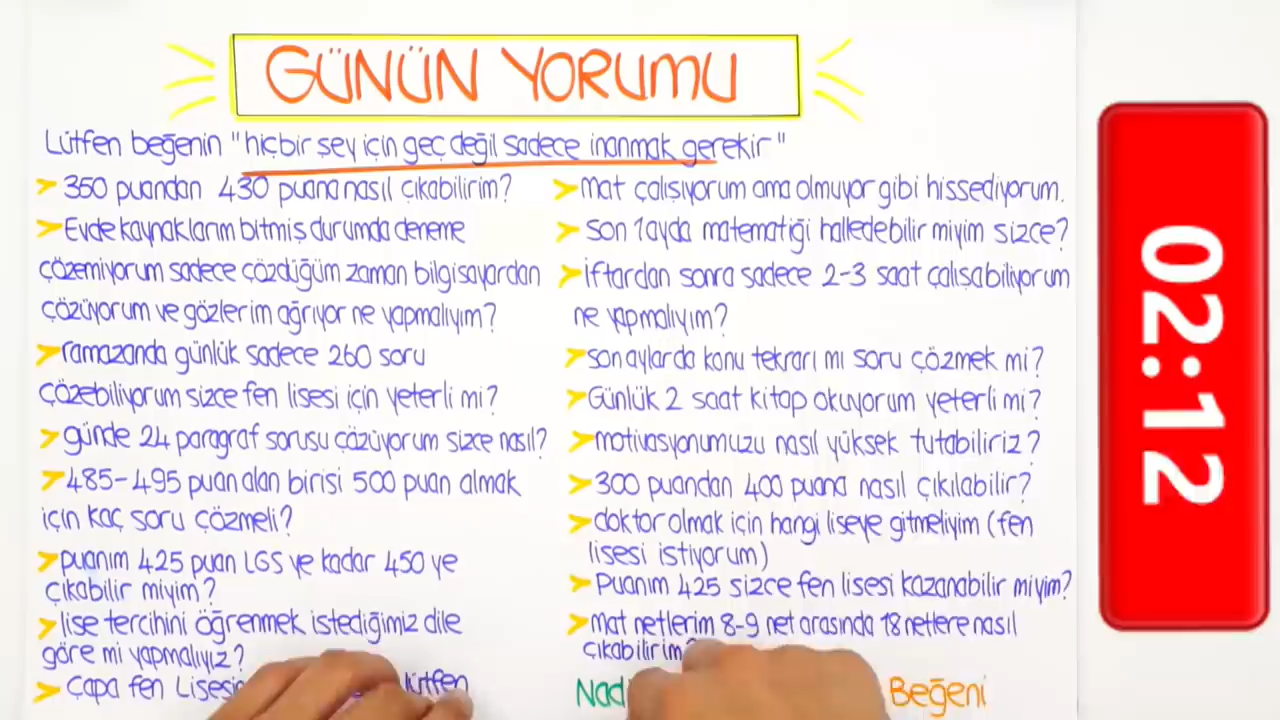 GÜNÜN YORUMU
Lütfen beğenin "hiçbir şey için geç değil sadece inanmak gerekir"
➤ 350 puandan 430 puana nasıl çıkabilirim?
➤ Evde kaynaklarım bitmiş durumda deneme
çözemiyorum sadece çözdüğüm zaman bilgisayardan
çözüyorum ve gözlerim ağrıyor ne yapmalıyım?
➤ ramazanda günlük sadece 260 soru
çözebiliyorum sizce fen lisesi için yeterli mi?
➤ günde 24 paragraf sorusu çözüyorum sizce nasıl?
➤ 485-495 puan alan birisi 500 puan almak
için kaç soru çözmeli?
➤ puanım 425 puan LGS ye kadar 450 ye
çıkabilir miyim?
➤ lise tercihini öğrenmek istediğimiz dile
göre mi yapmalıyız?
➤ Çapa fen Lisesi lütfen
➤ mat çalışıyorum ama olmuyor gibi hissediyorum.
➤ son 1 ayda matematiği halledebilir miyim sizce?
➤ iftardan sonra sadece 2-3 saat çalışabiliyorum
ne yapmalıyım?
➤ son aylarda konu tekrarı mı soru çözmek mi?
➤ Günlük 2 saat kitap okuyorum yeterli mi?
➤ motivasyonumuzu nasıl yüksek tutabiliriz?
➤ 300 puandan 400 puana nasıl çıkılabilir?
➤ doktor olmak için hangi liseye gitmeliyim (fen
lisesi istiyorum)
➤ Puanım 425 sizce fen lisesi kazanabilir miyim?
➤ mat netlerim 8-9 net arasında 18 netlere nasıl
çıkabilirim?
Beğeni
02:12